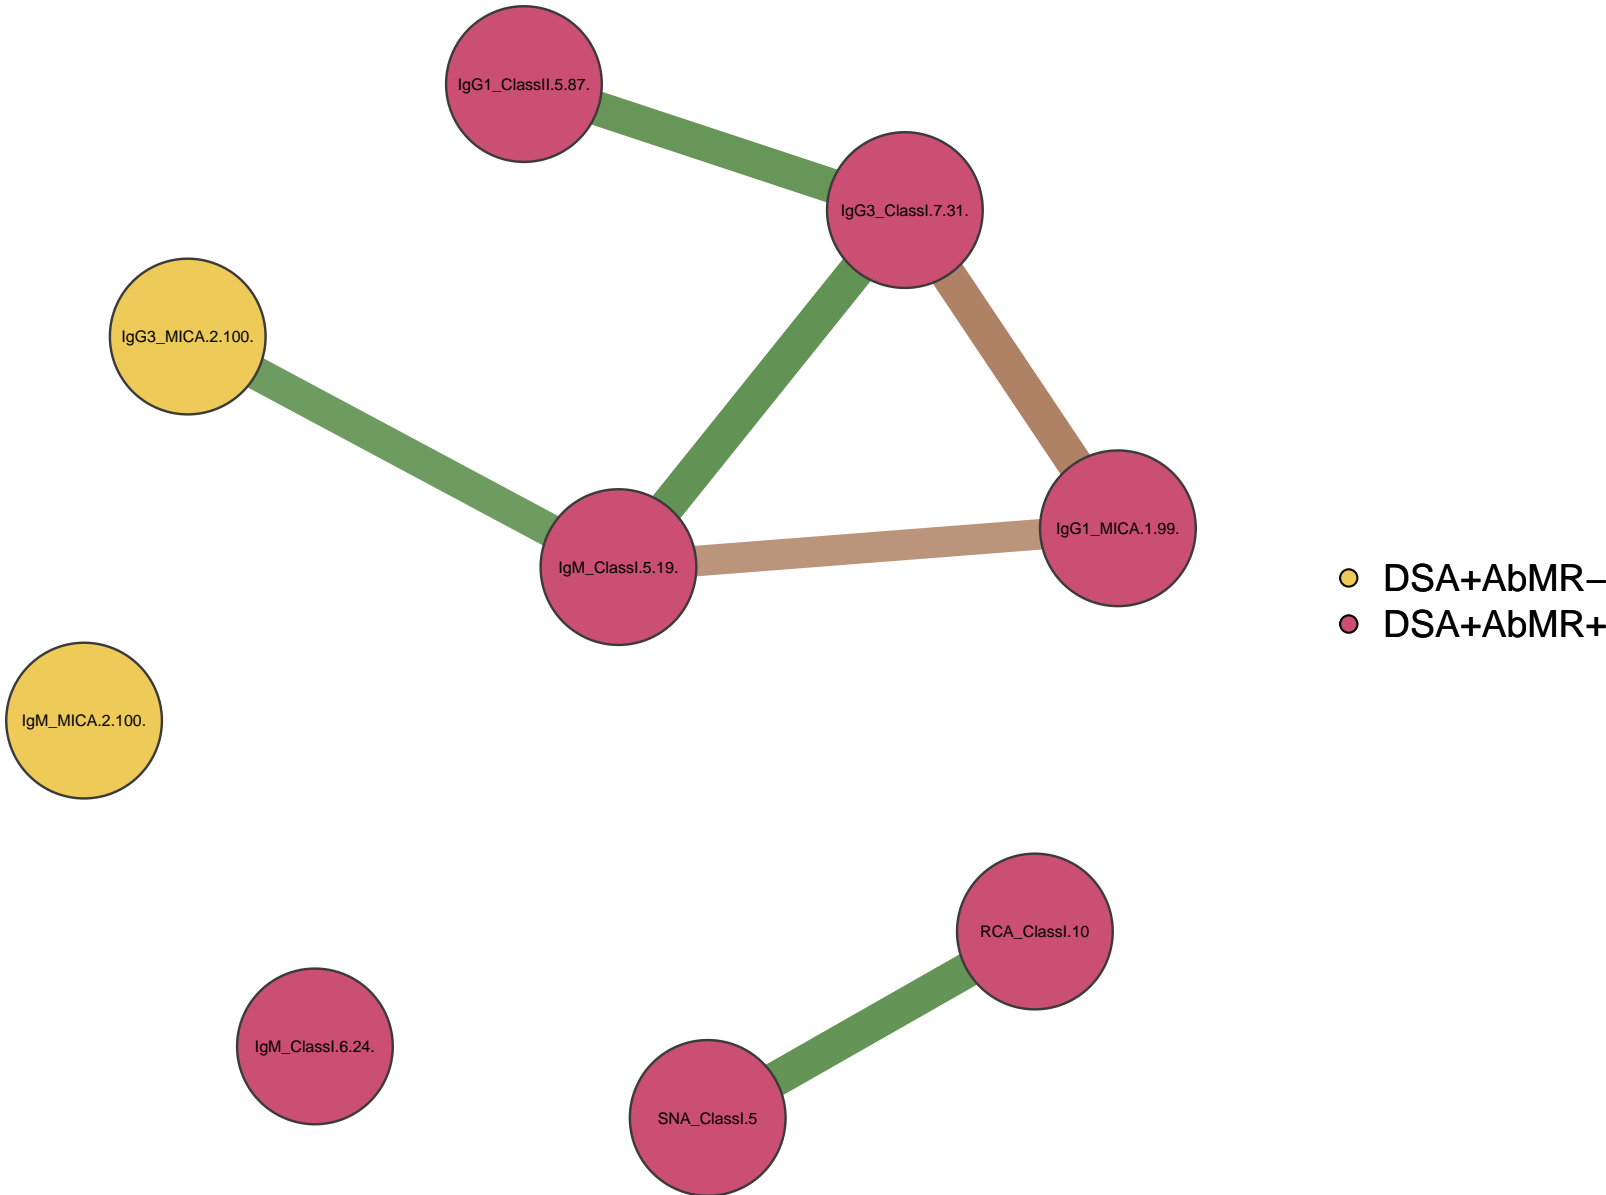 IgG1_ClassII.5.87.
IgG3_ClassI.7.31.
IgG3_MICA.2.100.
IgG1_MICA.1.99.
IgM_ClassI.5.19.
DSA+AbMR−
DSA+AbMR+
IgM_MICA.2.100.
RCA_ClassI.10
IgM_ClassI.6.24.
SNA_ClassI.5